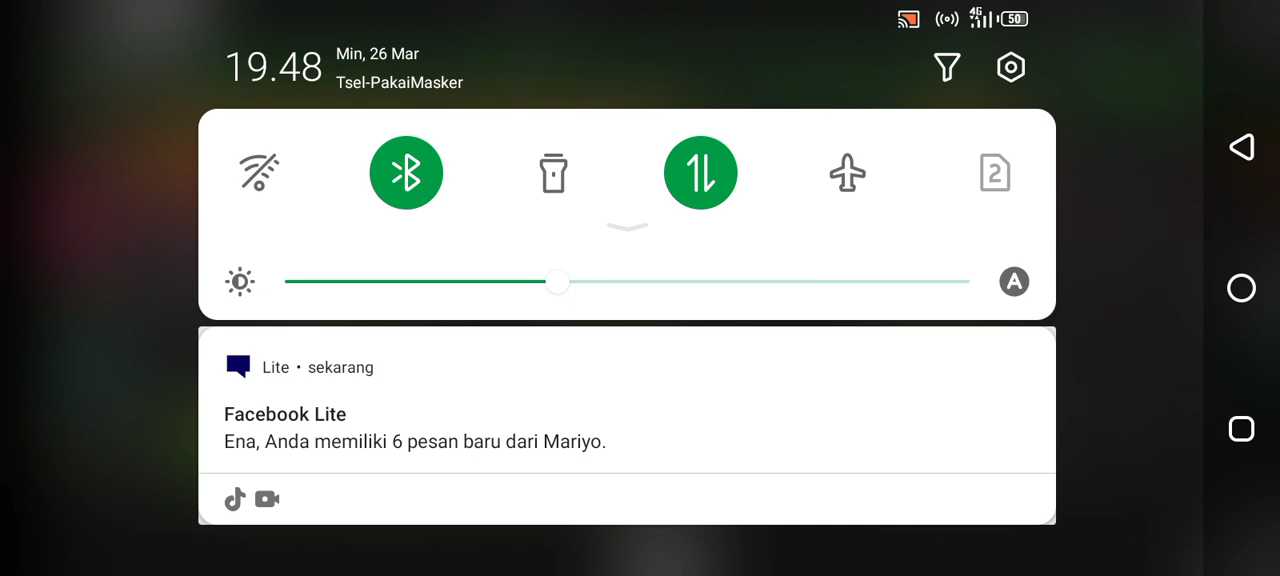 4G
50
19.48
Min, 26 Mar
Tsel-PakaiMasker
2
A
Lite • sekarang
Facebook Lite
Ena, Anda memiliki 6 pesan baru dari Mariyo.